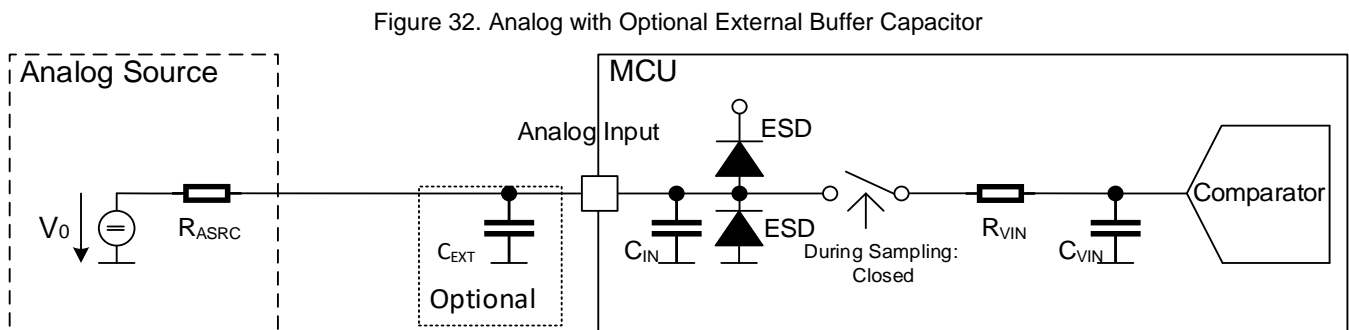 Figure 32. Analog with Optional External Buffer Capacitor
Analog Source
MCU
Analog Input
ESD
V0
=
RASRC
CEXT
Optional
CIN
ESD
During Sampling:
Closed
RVIN
CVIN
Comparator